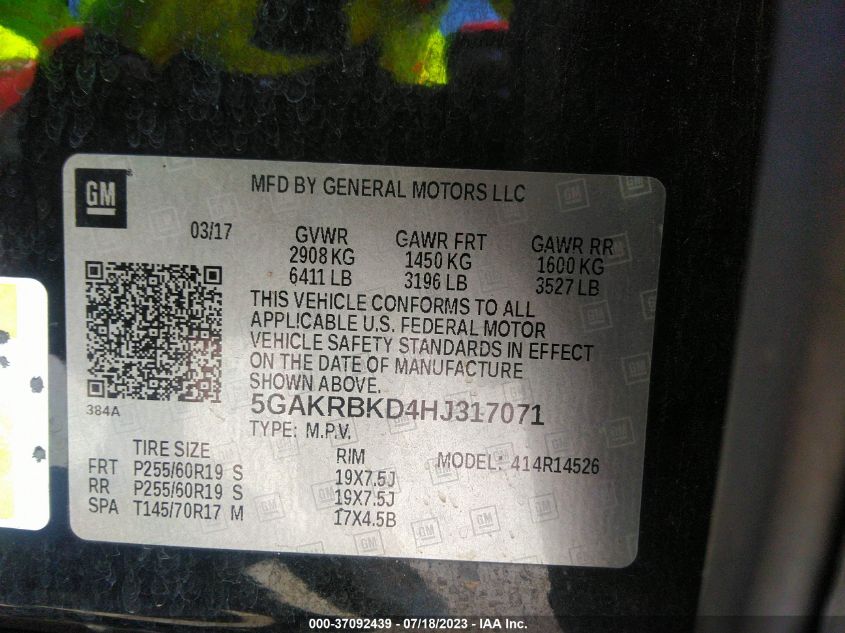 GM
MFD BY GENERAL MOTORS LLC
03/17 GVWR GAWR FRT GAWR RR
2908 KG 1450 KG 1600 KG
6411 LB 3196 LB 3527 LB
THIS VEHICLE CONFORMS TO ALL
APPLICABLE U.S. FEDERAL MOTOR
VEHICLE SAFETY STANDARDS IN EFFECT
ON THE DATE OF MANUFACTURE
SHOWN ABOVE.
384A
5GAKRBKD4HJ317071
TYPE: M.P.V.
TIRE SIZE RIM MODEL: 414R14526
FRT P255/60R19 S 19X7.5J
RR P255/60R19 S 19X7.5J
SPA T145/70R17 M 17X4.5B
000-37092439 - 07/18/2023 - IAA Inc.